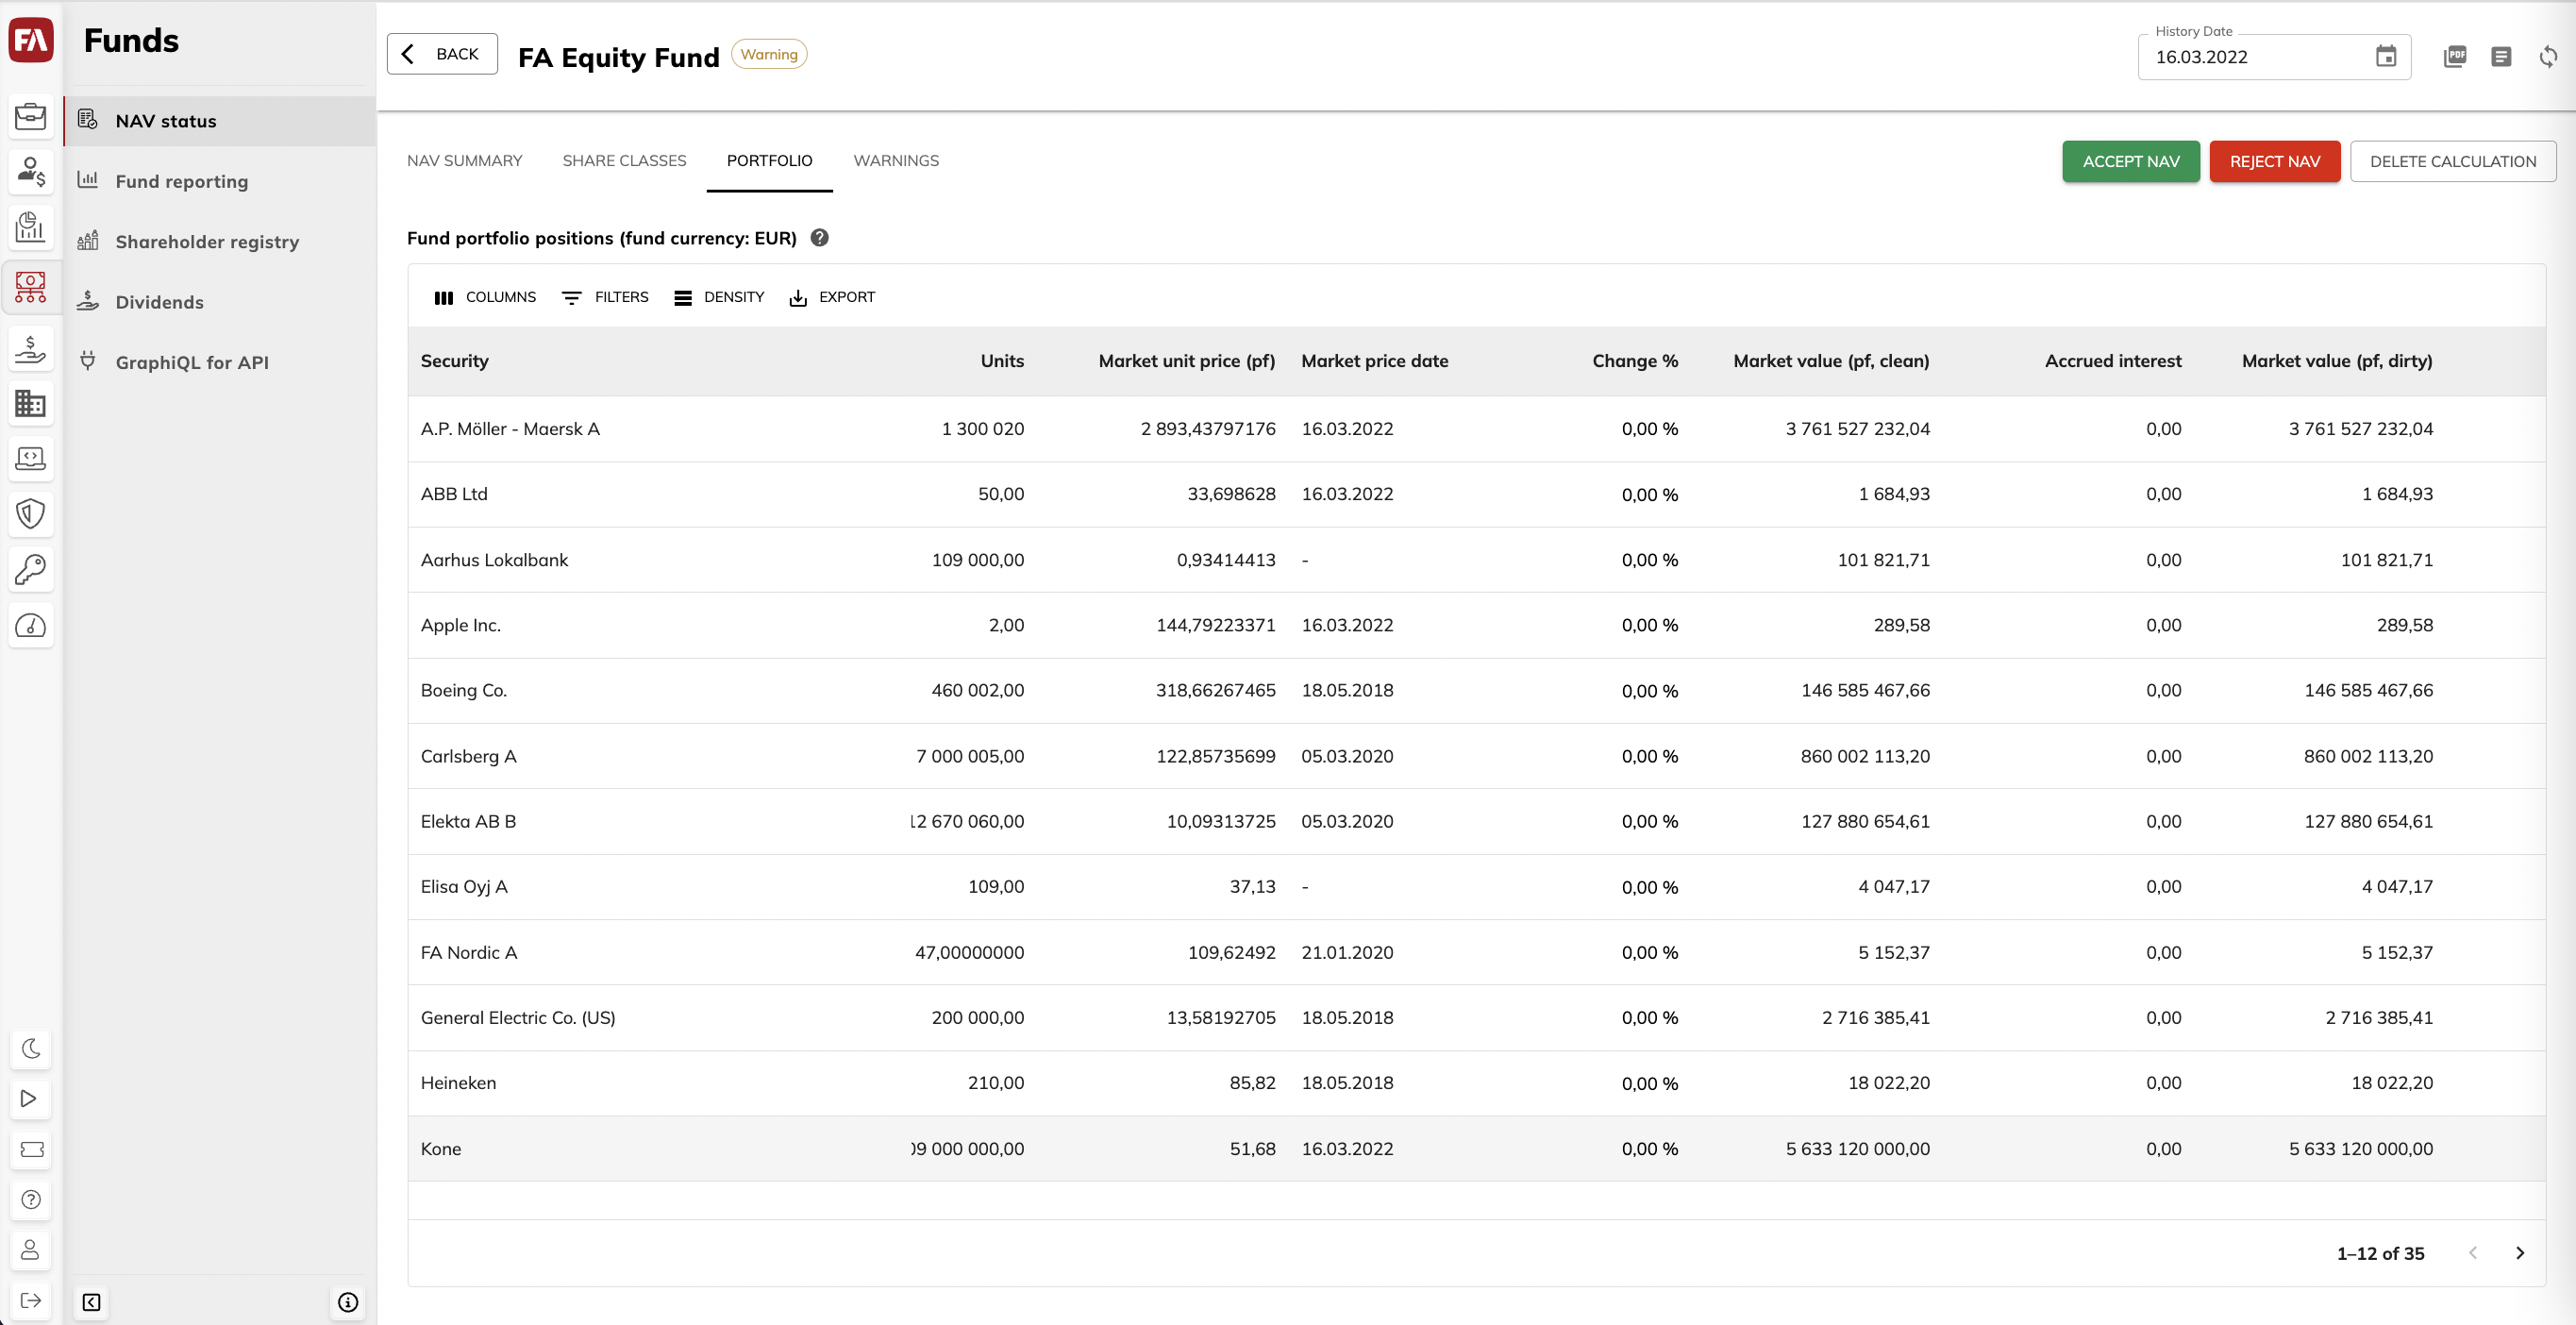 FA
Funds
NAV status
Fund reporting
Shareholder registry
Dividends
GraphiQL for API
BACK
FA Equity Fund Warning
History Date
16.03.2022
PDF
NAV SUMMARY SHARE CLASSES PORTFOLIO WARNINGS
ACCEPT NAV REJECT NAV DELETE CALCULATION
Fund portfolio positions (fund currency: EUR) ?
COLUMNS FILTERS DENSITY EXPORT
Security Units Market unit price (pf) Market price date Change % Market value (pf, clean) Accrued interest Market value (pf, dirty)
A.P. Möller - Maersk A 1 300 020 2 893,43797176 16.03.2022 0,00 % 3 761 527 232,04 0,00 3 761 527 232,04
ABB Ltd 50,00 33,698628 16.03.2022 0,00 % 1 684,93 0,00 1 684,93
Aarhus Lokalbank 109 000,00 0,93414413 - 0,00 % 101 821,71 0,00 101 821,71
Apple Inc. 2,00 144,79223371 16.03.2022 0,00 % 289,58 0,00 289,58
Boeing Co. 460 002,00 318,66267465 18.05.2018 0,00 % 146 585 467,66 0,00 146 585 467,66
Carlsberg A 7 000 005,00 122,85735699 05.03.2020 0,00 % 860 002 113,20 0,00 860 002 113,20
Elekta AB B 12 670 060,00 10,09313725 05.03.2020 0,00 % 127 880 654,61 0,00 127 880 654,61
Elisa Oyj A 109,00 37,13 - 0,00 % 4 047,17 0,00 4 047,17
FA Nordic A 47,00000000 109,62492 21.01.2020 0,00 % 5 152,37 0,00 5 152,37
General Electric Co. (US) 200 000,00 13,58192705 18.05.2018 0,00 % 2 716 385,41 0,00 2 716 385,41
Heineken 210,00 85,82 18.05.2018 0,00 % 18 022,20 0,00 18 022,20
Kone 9 000 000,00 51,68 16.03.2022 0,00 % 5 633 120 000,00 0,00 5 633 120 000,00
1–12 of 35